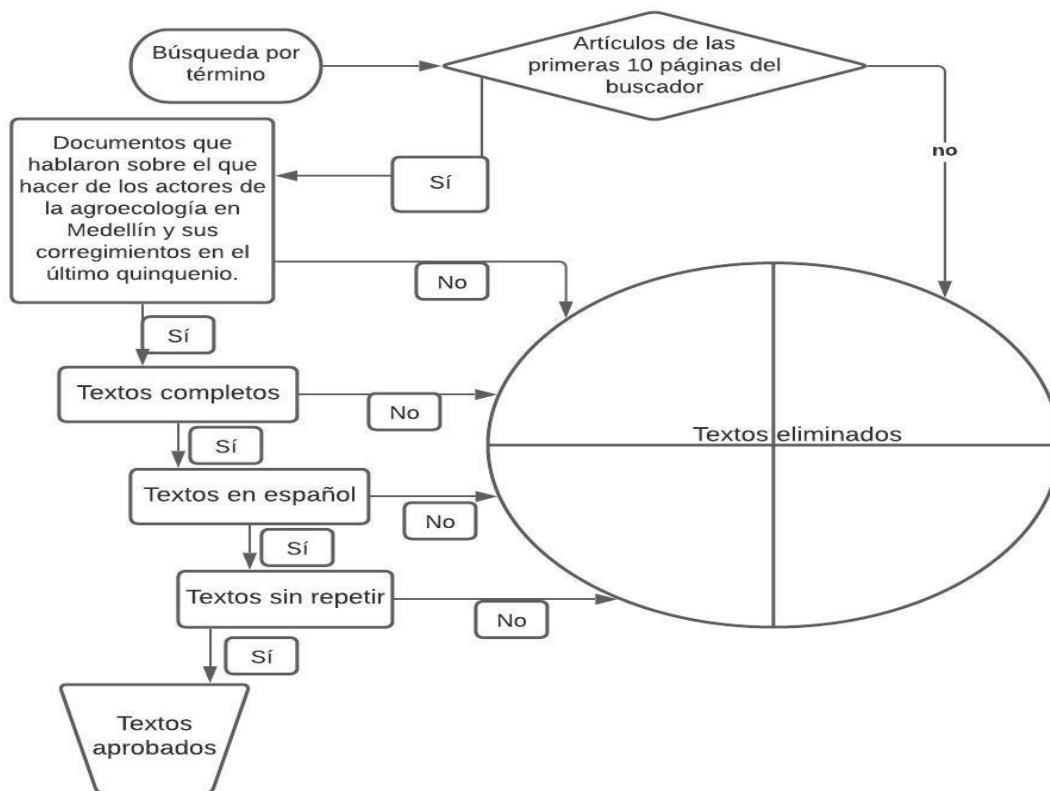 Búsqueda por
término
Artículos de las
primeras 10 páginas del
buscador
no
Sí
Documentos que
hablaron sobre el que
hacer de los actores de
la agroecología en
Medellín y sus
corregimientos en el
último quinquenio.
No
Sí
Textos completos
No
Textos eliminados
Sí
Textos en español
No
Sí
Textos sin repetir
No
Sí
Textos
aprobados